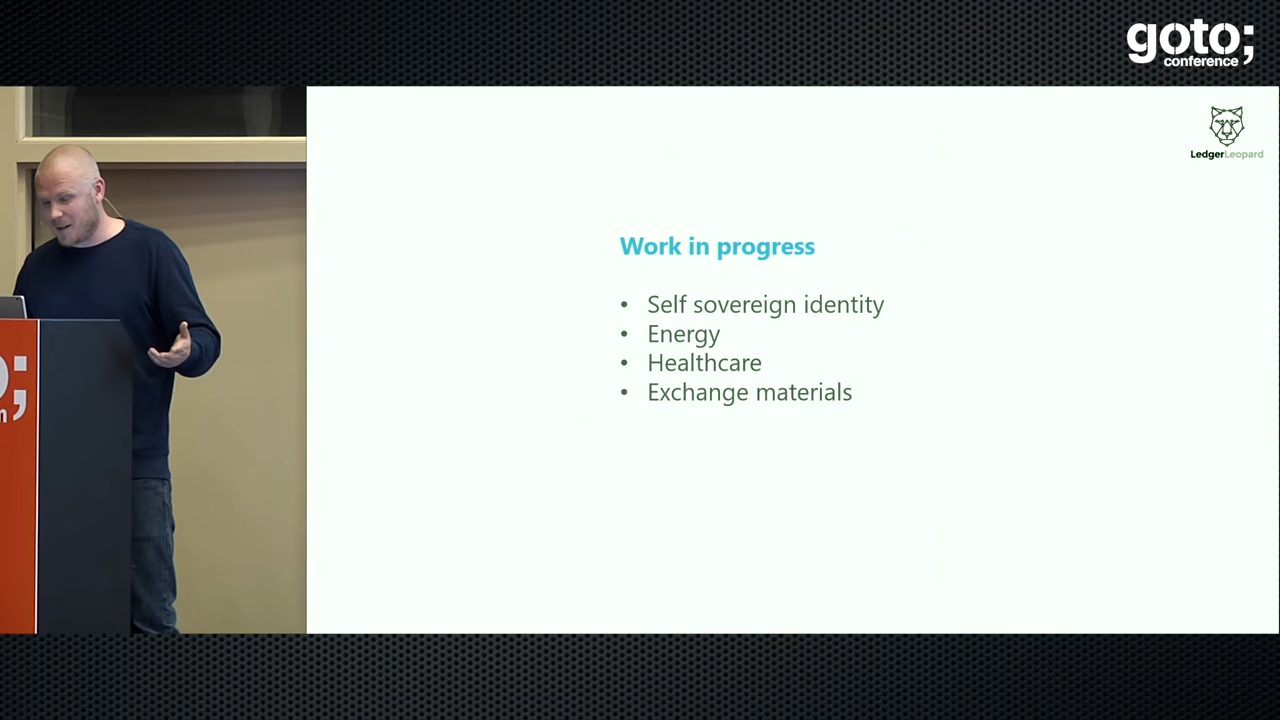 goto;
conference
LedgerLeopard
Work in progress
• Self sovereign identity
• Energy
• Healthcare
• Exchange materials